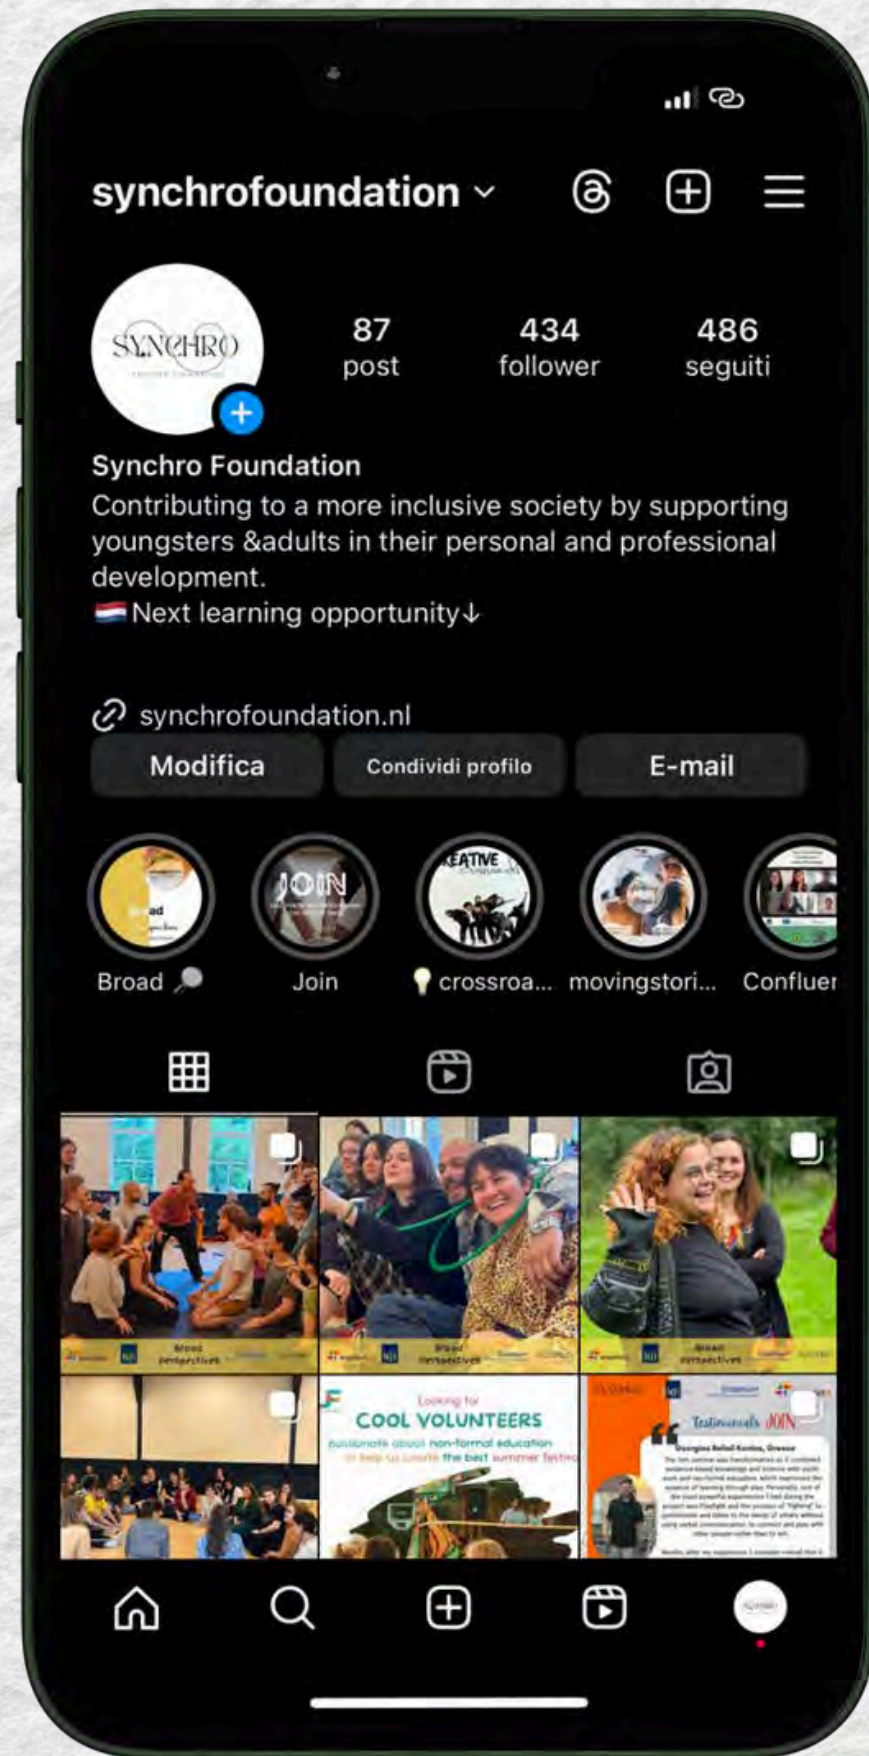 synchrofoundation
SYNCHRO
87
post
434
follower
486
seguiti
Synchro Foundation
Contributing to a more inclusive society by supporting
youngsters &adults in their personal and professional
development.
🇳🇱Next learning opportunity↓
synchrofoundation.nl
Modifica
Condividi profilo
E-mail
JOIN
Broad 🔎
Join
💡 crossroa...
movingstori...
Confluen
Broad
Perspectives
Broad
Perspectives
Broad
Perspectives
Looking for
COOL VOLUNTEERS
passionate about non-formal education
to help us create the best summer festiva
Testimonials JOIN